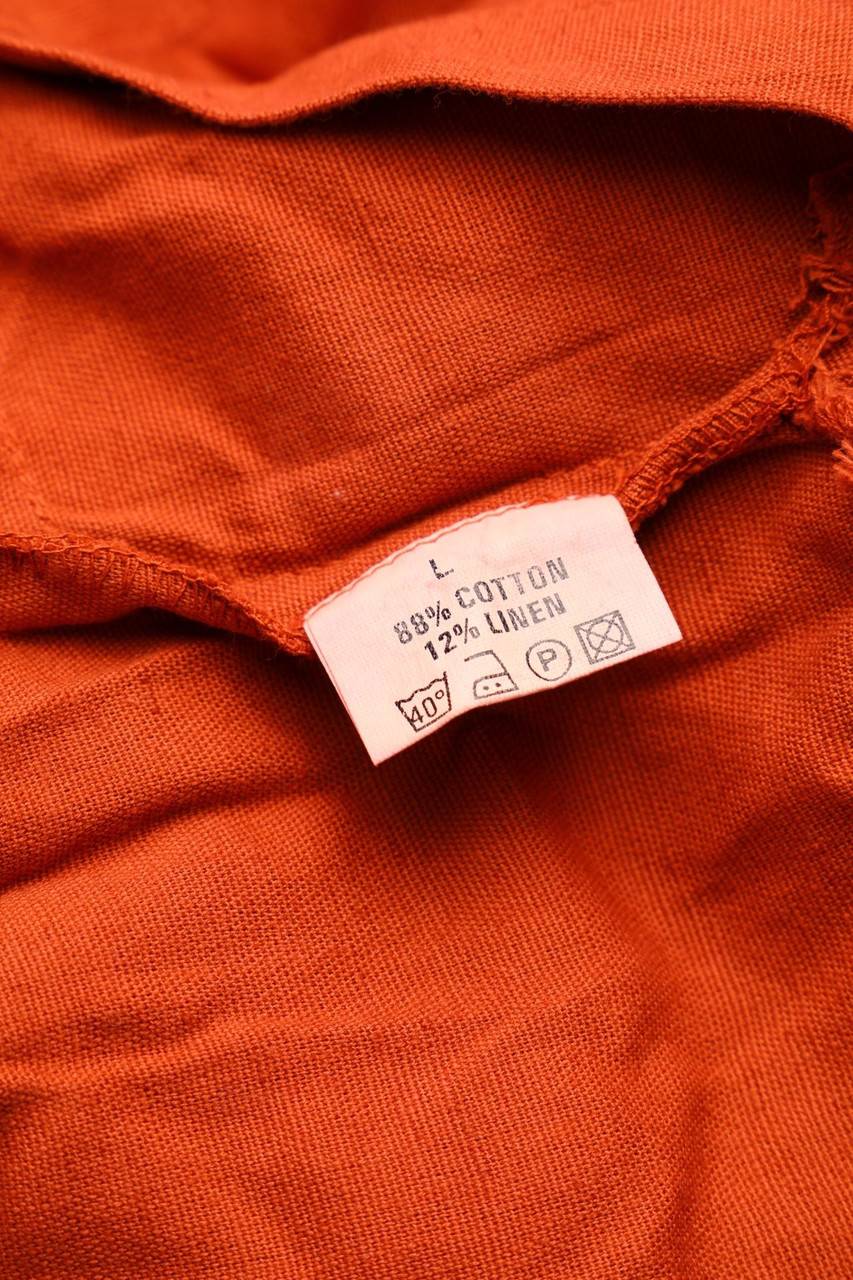 L
88% COTTON
12% LINEN
40° P